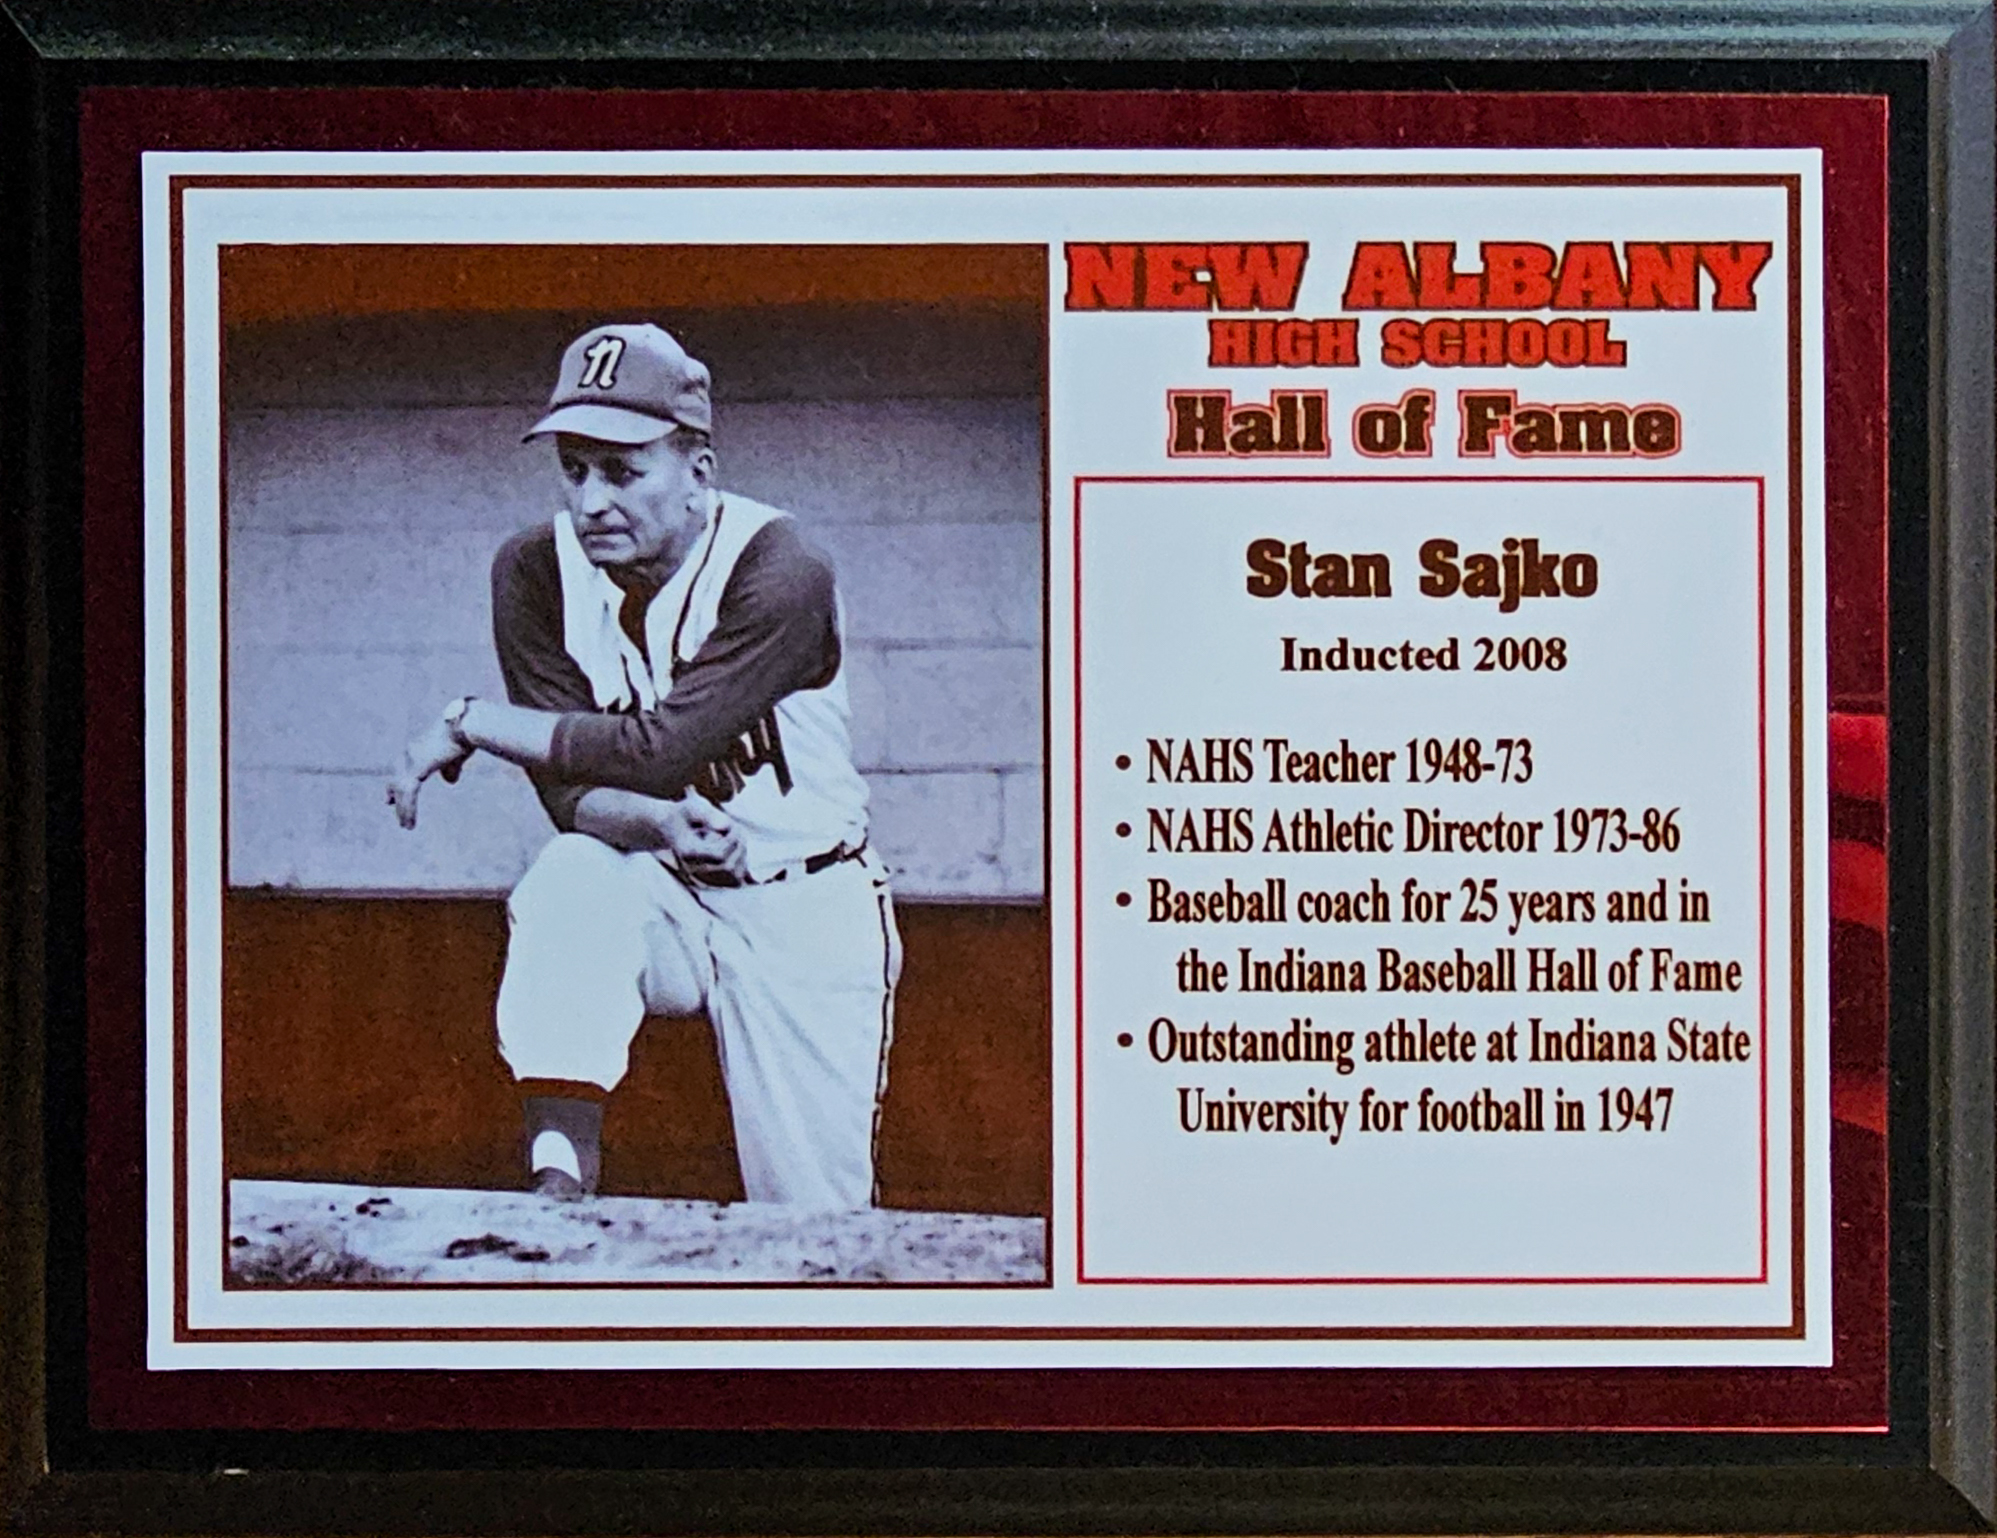 n
NEW ALBANY
HIGH SCHOOL
Hall of Fame
Stan Sajko
Inducted 2008
• NAHS Teacher 1948-73
• NAHS Athletic Director 1973-86
• Baseball coach for 25 years and in
the Indiana Baseball Hall of Fame
• Outstanding athlete at Indiana State
University for football in 1947